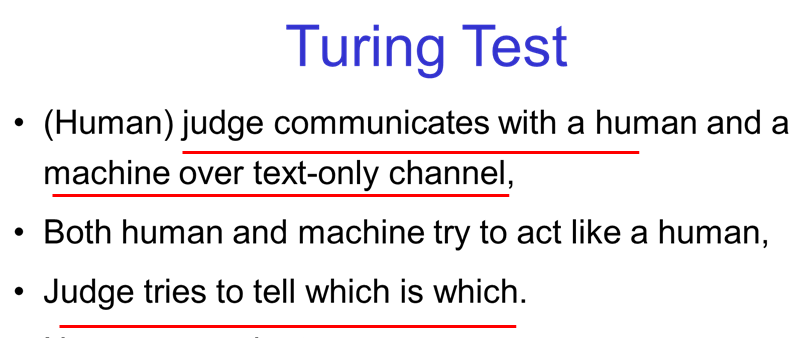 Turing Test
• (Human) judge communicates with a human and a
machine over text-only channel,
• Both human and machine try to act like a human,
• Judge tries to tell which is which.